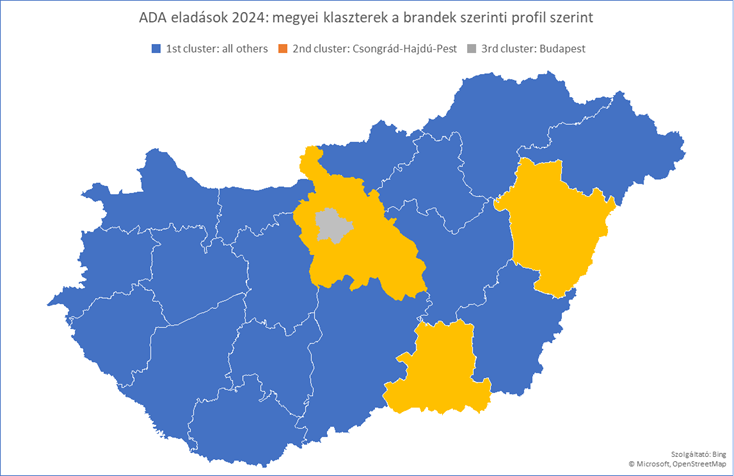 ADA eladások 2024: megyei klaszterek a brandek szerinti profil szerint
1st cluster: all others 2nd cluster: Csongrád-Hajdú-Pest 3rd cluster: Budapest
Szolgáltató: Bing
© Microsoft, OpenStreetMap